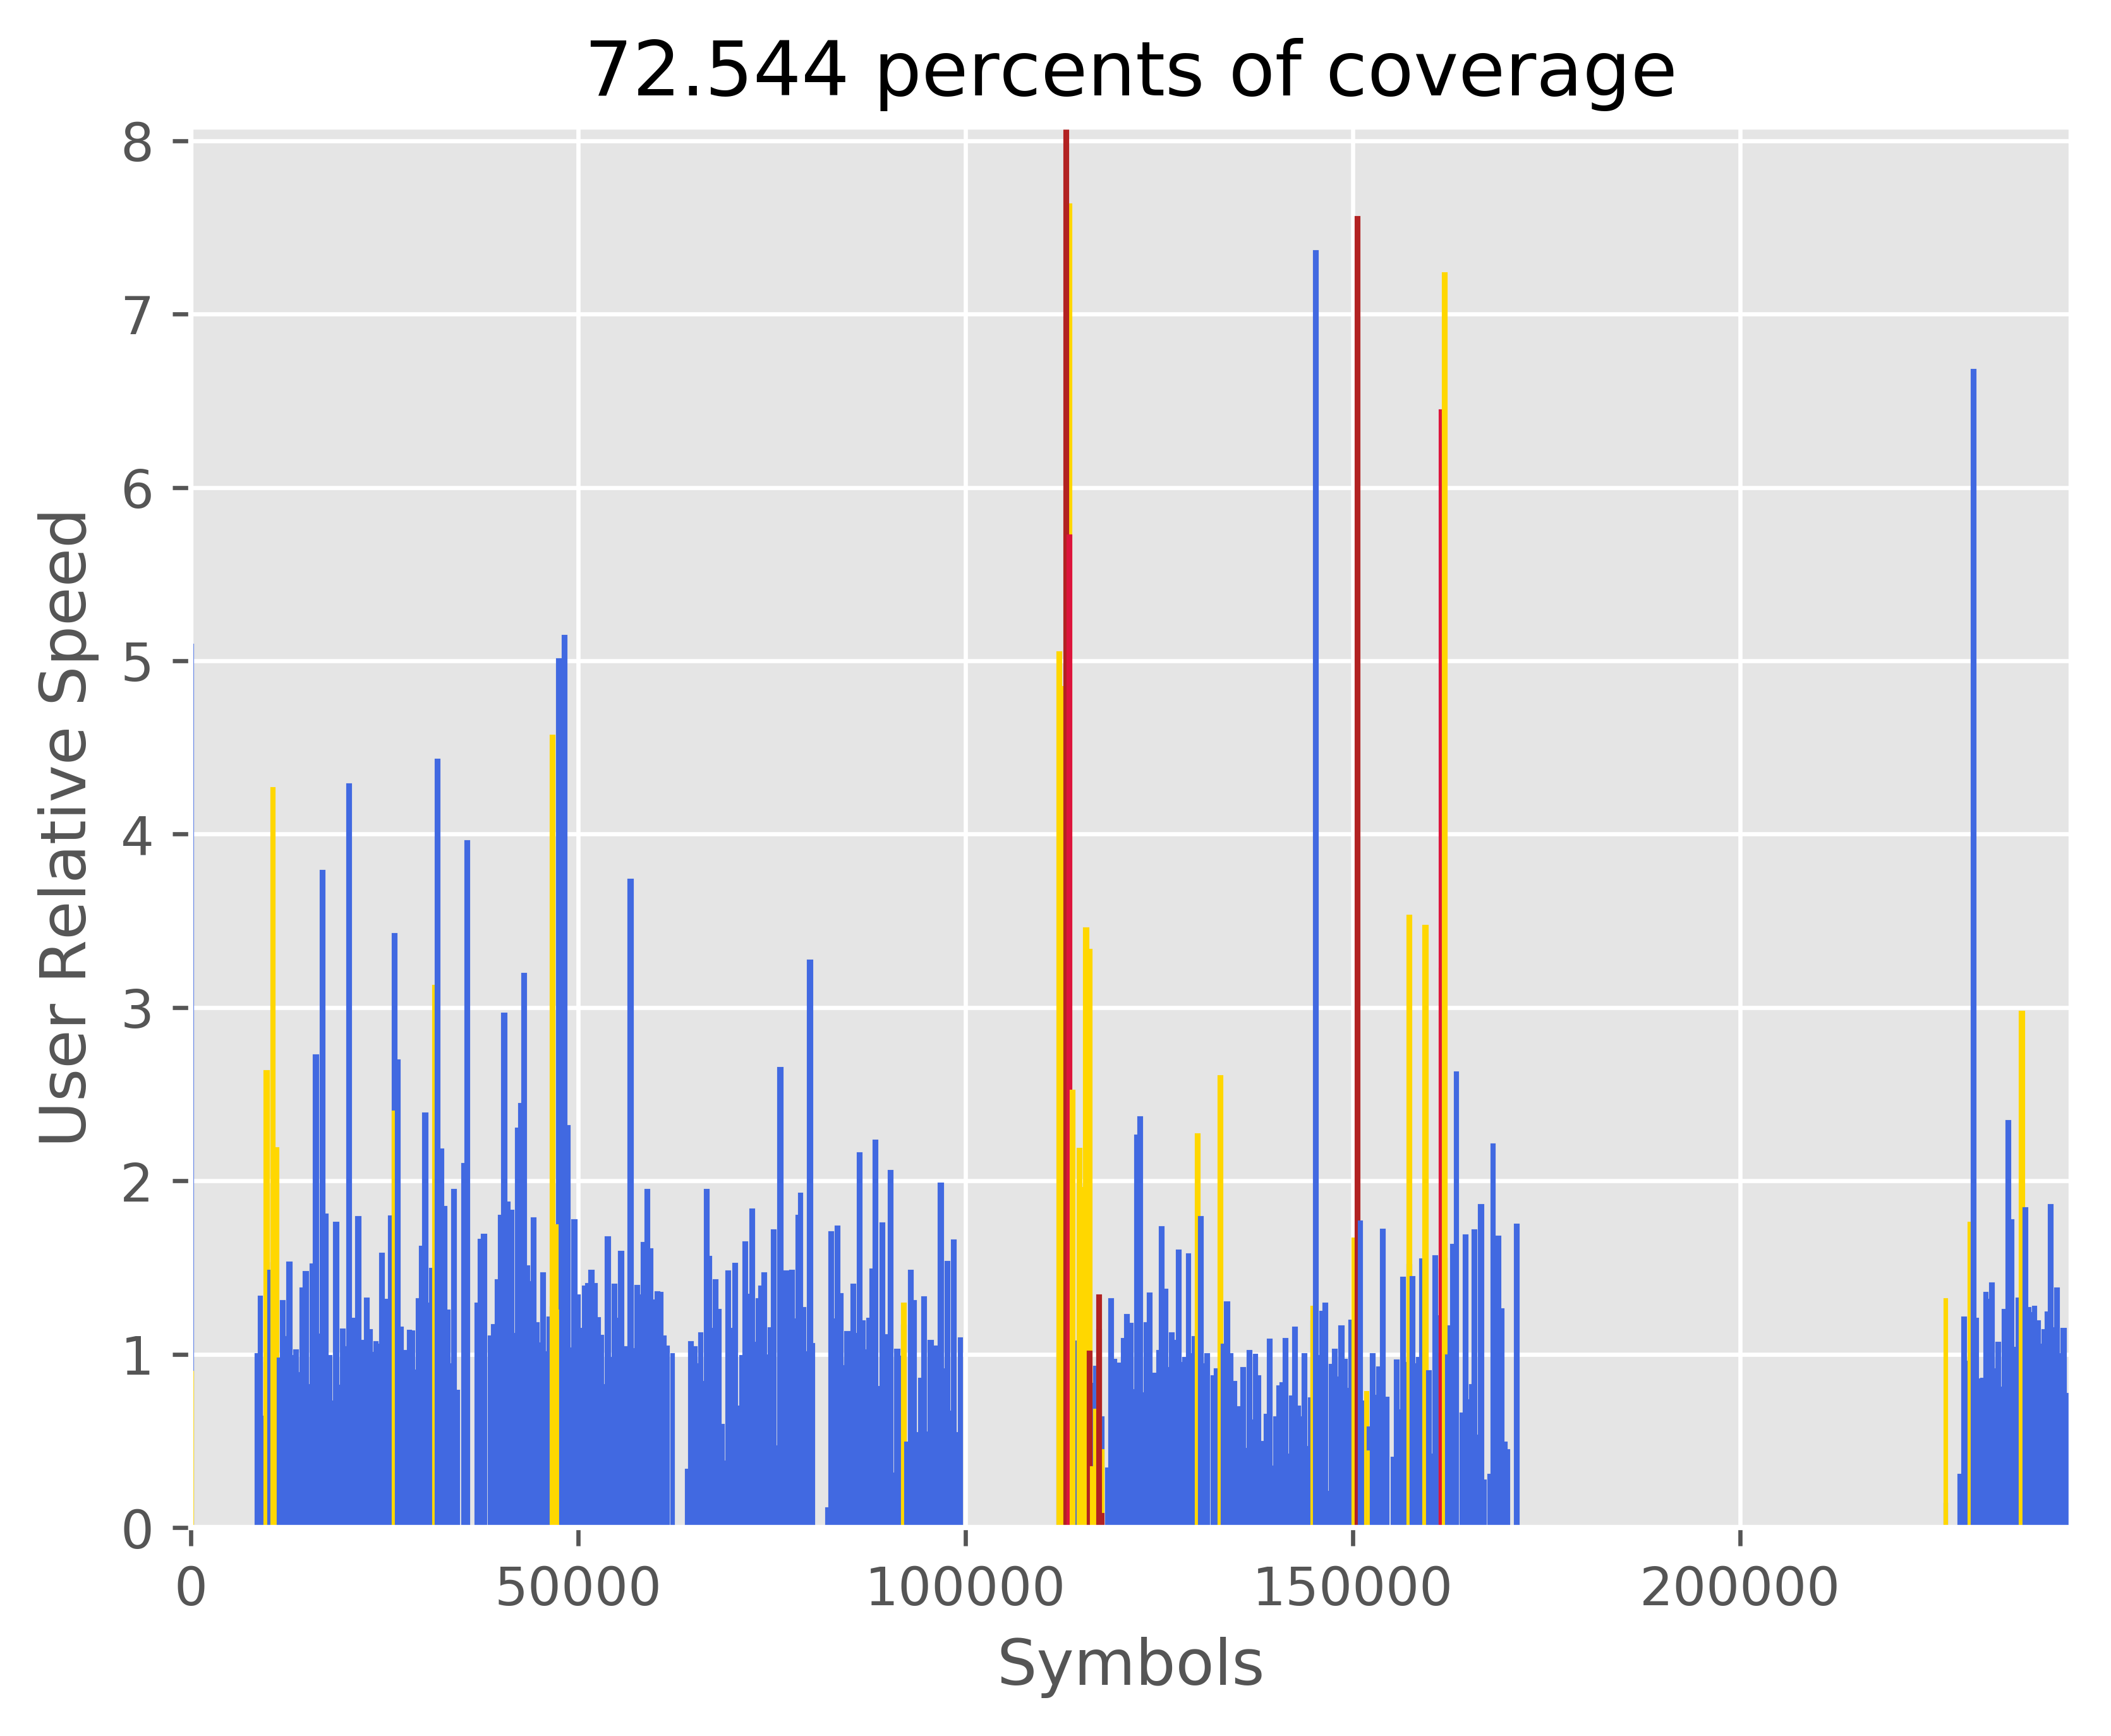 72.544 percents of coverage
8
7
6
5
4
3
2
1
0
User Relative Speed
0 50000 100000 150000 200000
Symbols